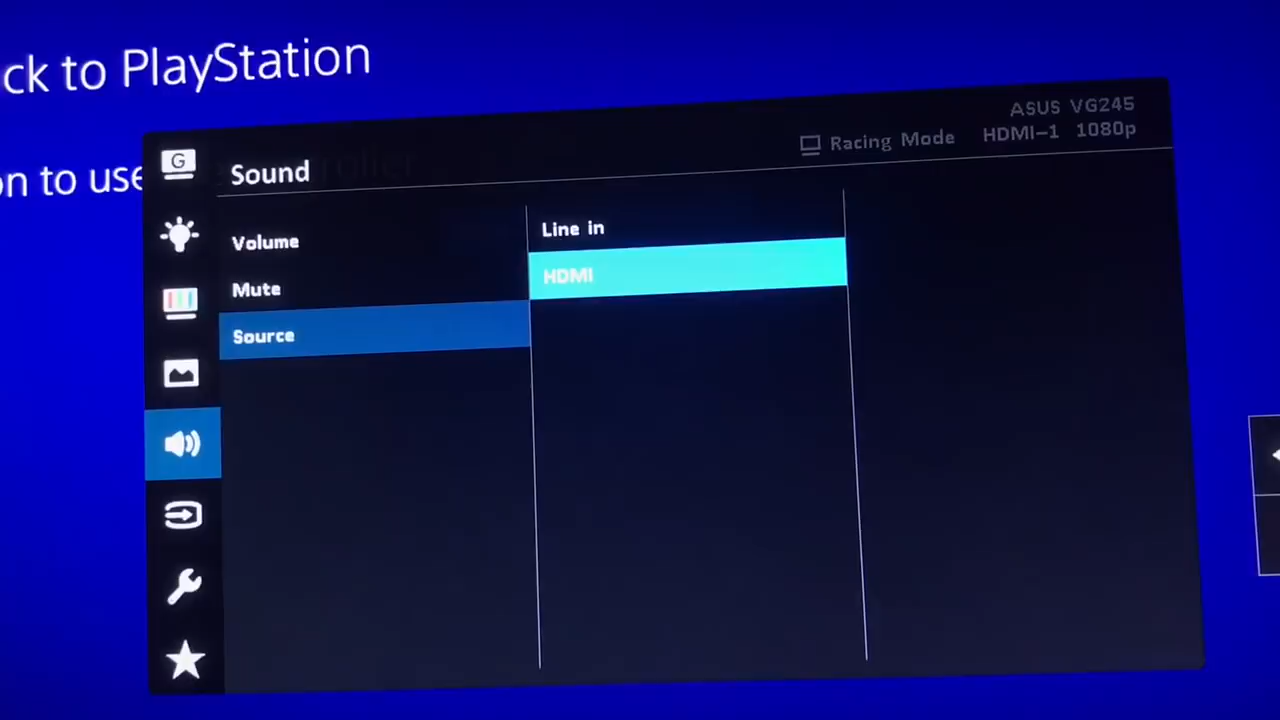 ck to PlayStation
on to use
Sound
Racing Mode
ASUS VG245
HDMI-1 1080p
Volume
Mute
Source
Line in
HDMI
G